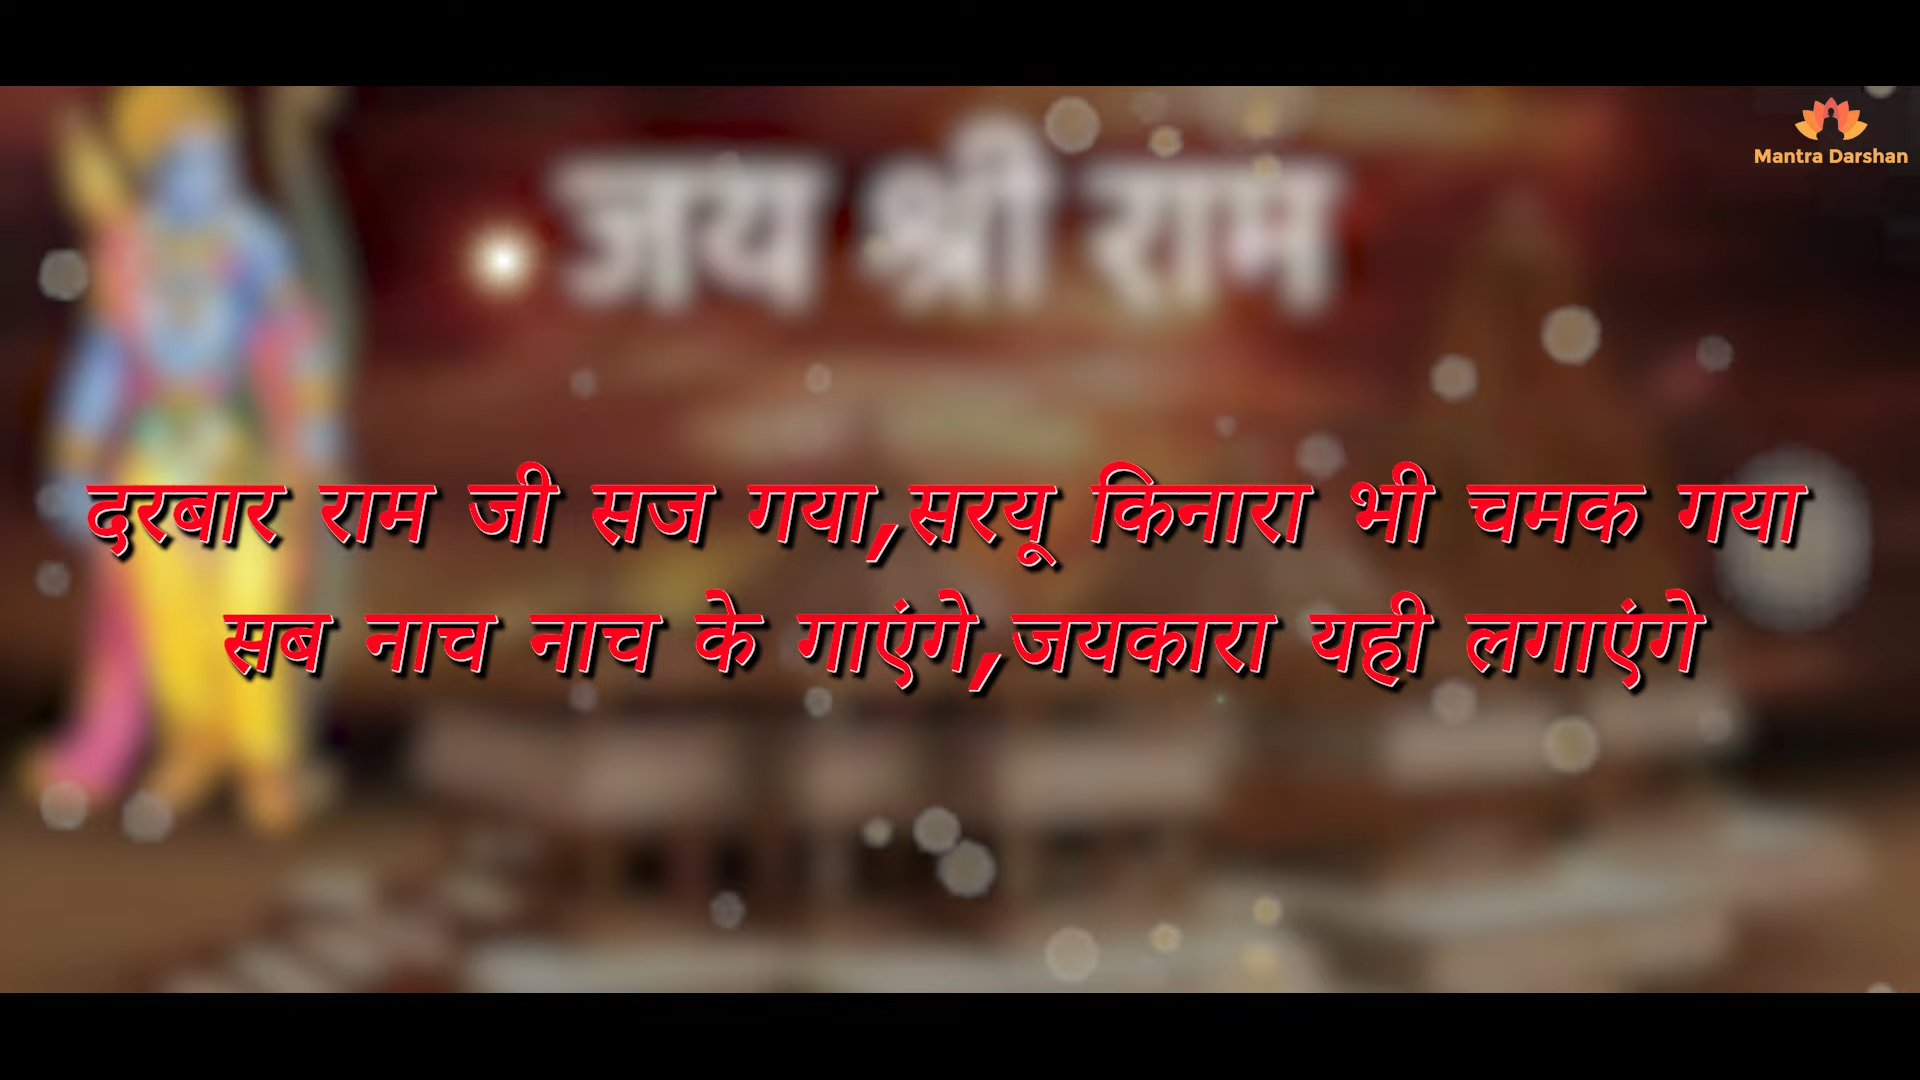 Mantra Darshan
जय श्री राम
दरबार राम जी सज गया,सरयू किनारा भी चमक गया
सब नाच नाच के गाएंगे,जयकारा यही लगाएंगे